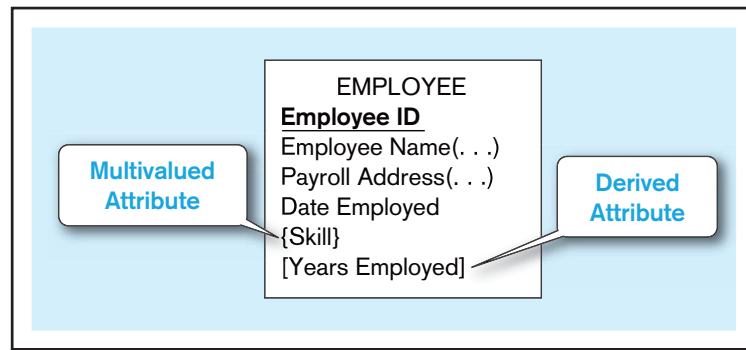 EMPLOYEE
Employee ID
Employee Name(. . .)
Payroll Address(. . .)
Date Employed
{Skill}
[Years Employed]
Multivalued
Attribute
Derived
Attribute